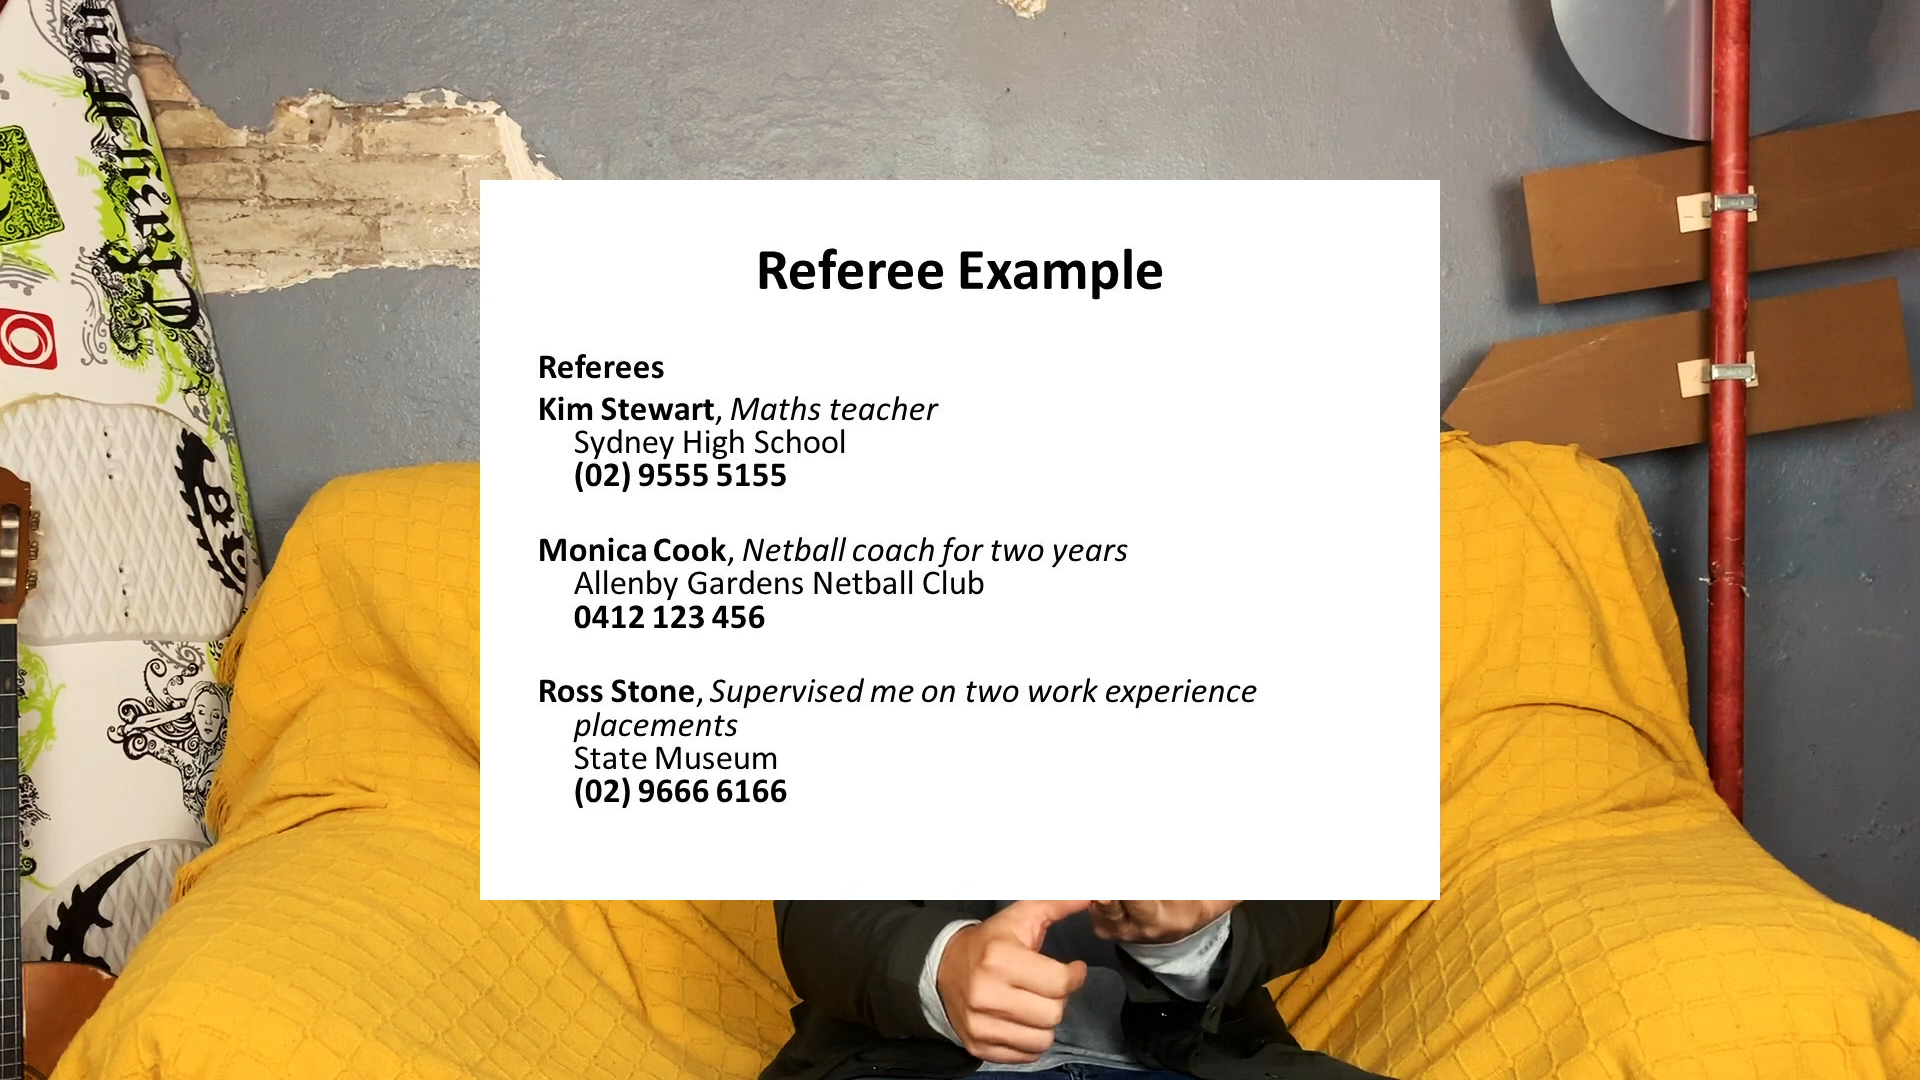 Referee Example
Referees
Kim Stewart, Maths teacher
Sydney High School
(02) 9555 5155
Monica Cook, Netball coach for two years
Allenby Gardens Netball Club
0412 123 456
Ross Stone, Supervised me on two work experience
placements
State Museum
(02) 9666 6166